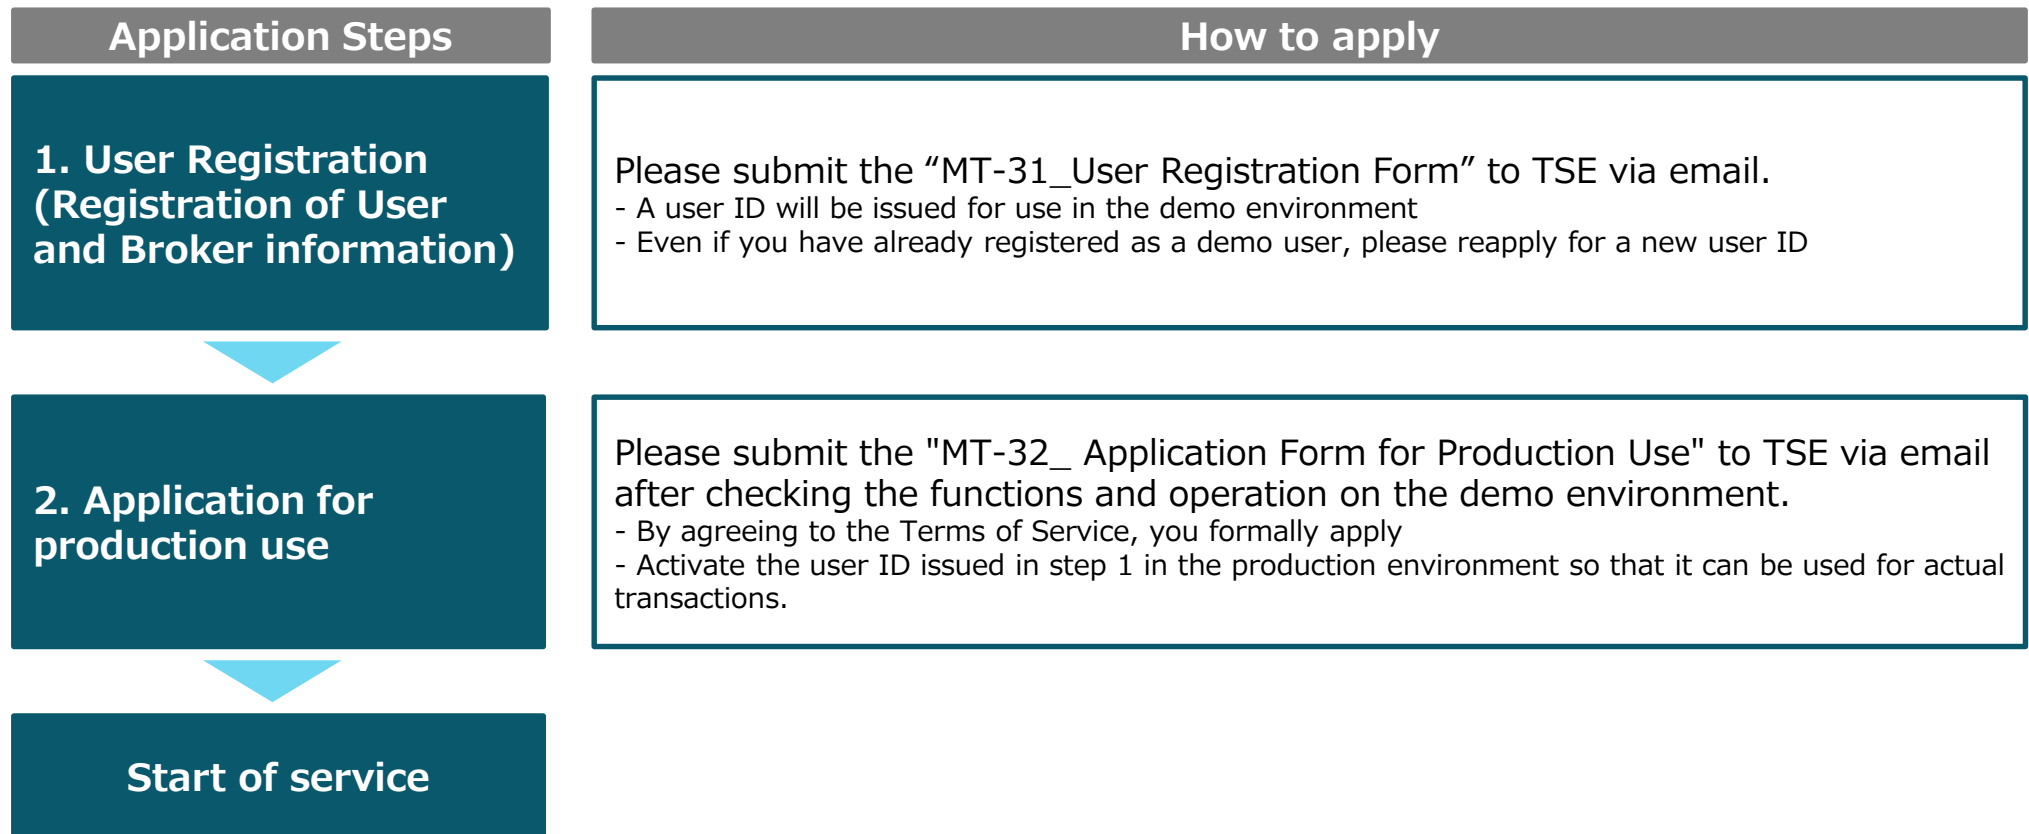 Application Steps
How to apply
1. User Registration
(Registration of User
and Broker information)
Please submit the “MT-31_User Registration Form” to TSE via email.
- A user ID will be issued for use in the demo environment
- Even if you have already registered as a demo user, please reapply for a new user ID
2. Application for
production use
Please submit the "MT-32_ Application Form for Production Use" to TSE via email
after checking the functions and operation on the demo environment.
- By agreeing to the Terms of Service, you formally apply
- Activate the user ID issued in step 1 in the production environment so that it can be used for actual
transactions.
Start of service